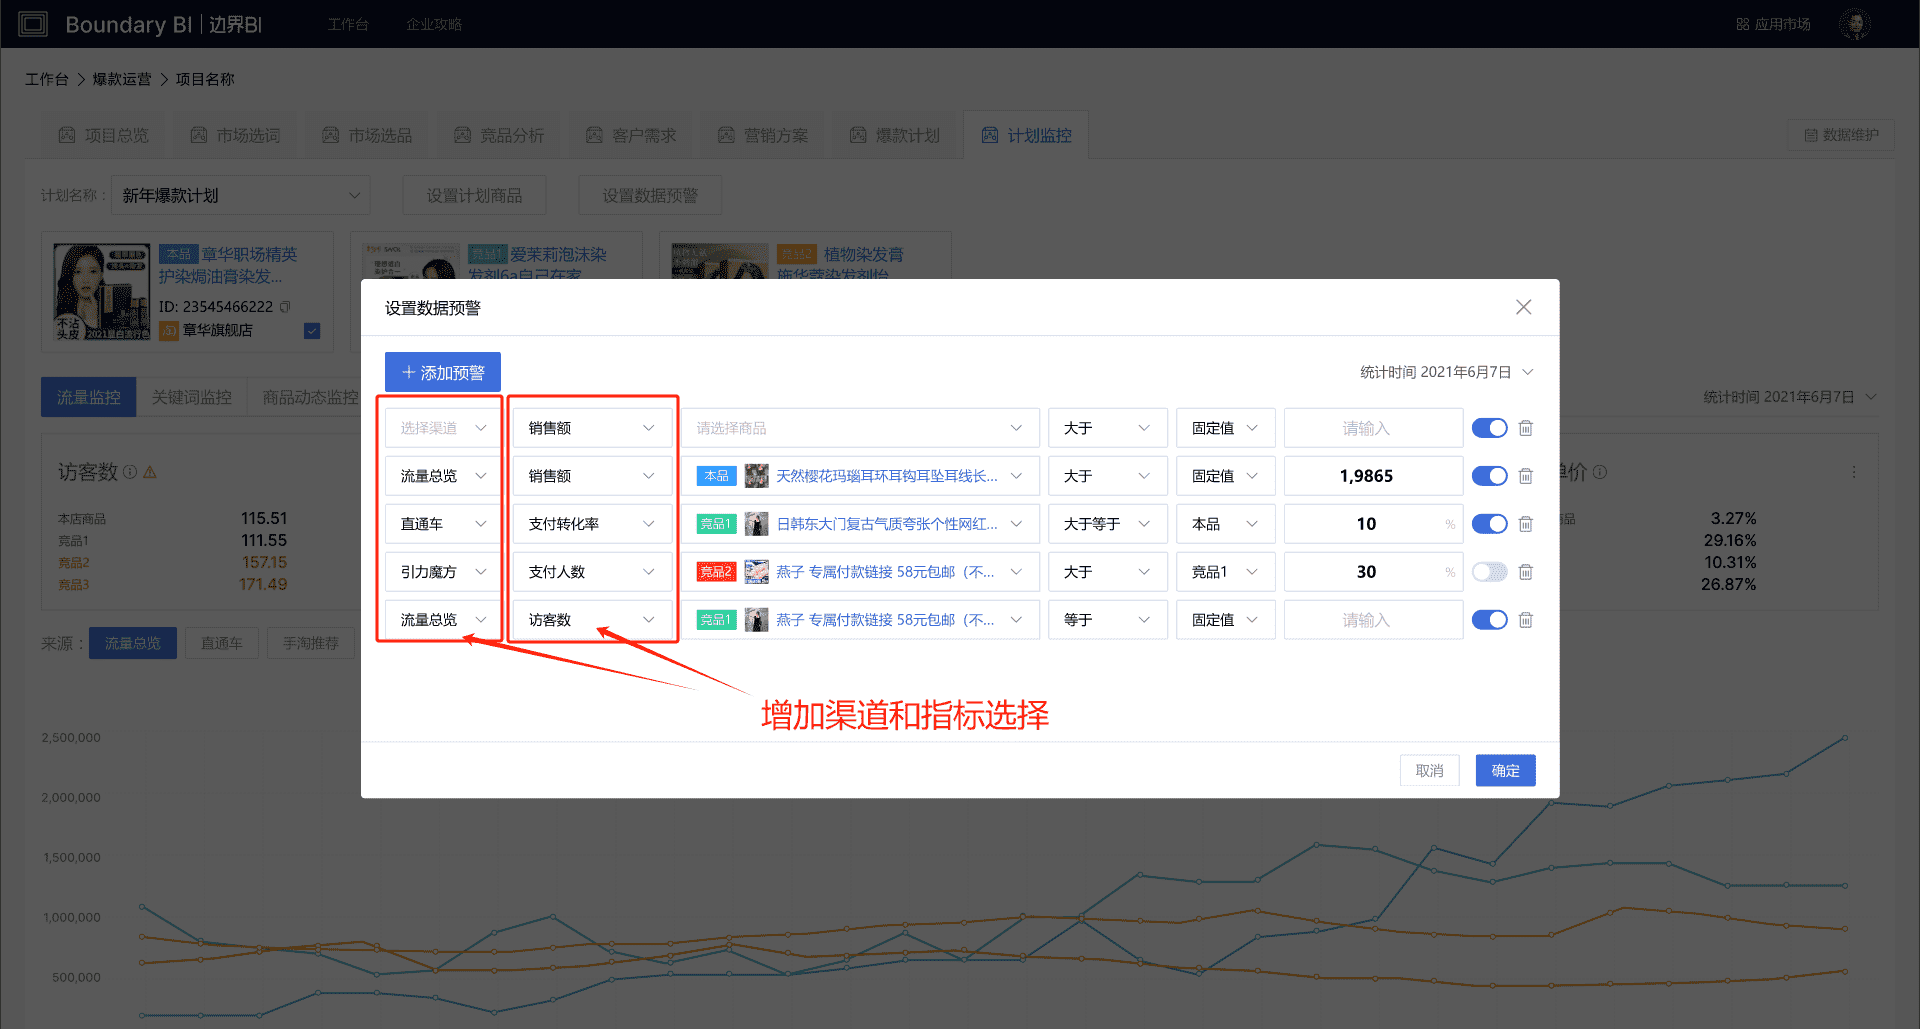 Boundary BI | 边界BI
工作台
企业攻略
应用市场
工作台 > 爆款运营 > 项目名称
项目总览
市场选词
市场选品
竞品分析
客户需求
营销方案
爆款计划
计划监控
数据维护
计划名称：
新年爆款计划
设置计划商品
设置数据预警
本品 章华职场精英
护染焗油膏染发...
ID: 23545466222
章华旗舰店
不沾
头皮
竞品1 爱茉莉泡沫染
发剂6a自己在家
竞品2 植物染发膏
流量监控
关键词监控
商品动态监控
统计时间 2021年6月7日
访客数
本店商品 115.51
竞品1 111.55
竞品2 157.15
竞品3 171.49
单价
3.27%
29.16%
10.31%
26.87%
来源：
流量总览
直通车
手淘推荐
2,500,000
2,000,000
1,500,000
1,000,000
500,000
设置数据预警
+ 添加预警
统计时间 2021年6月7日
选择渠道 销售额 请选择商品 大于 固定值 请输入
流量总览 销售额 本品 天然樱花玛瑙耳环耳钩耳坠耳线长... 大于 固定值 1,9865
直通车 支付转化率 竞品1 日韩东大门复古气质夸张个性网红... 大于等于 本品 10 %
引力魔方 支付人数 竞品2 燕子 专属付款链接 58元包邮（不... 大于 竞品1 30 %
流量总览 访客数 竞品1 燕子 专属付款链接 58元包邮（不... 等于 固定值 请输入
增加渠道和指标选择
取消
确定